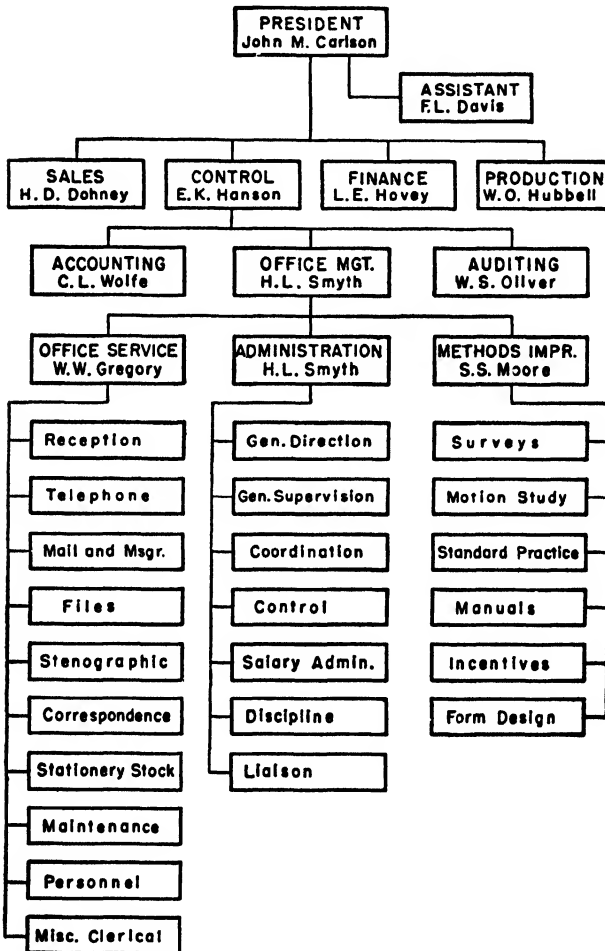 PRESIDENT
John M. Carlson
ASSISTANT
F.L. Davis
SALES
H. D. Dohney
CONTROL
E.K. Hanson
FINANCE
L.E. Hovey
PRODUCTION
W.O. Hubbell
ACCOUNTING
C.L. Wolfe
OFFICE MGT.
H.L. Smyth
AUDITING
W.S. Oliver
OFFICE SERVICE
W.W. Gregory
ADMINISTRATION
H.L. Smyth
METHODS IMPR.
S.S. Moore
Reception
Telephone
Mail and Msgr.
Files
Stenographic
Correspondence
Stationery Stock
Maintenance
Personnel
Misc. Clerical
Gen. Direction
Gen. Supervision
Coordination
Control
Salary Admin.
Discipline
Liaison
Surveys
Motion Study
Standard Practice
Manuals
Incentives
Form Design